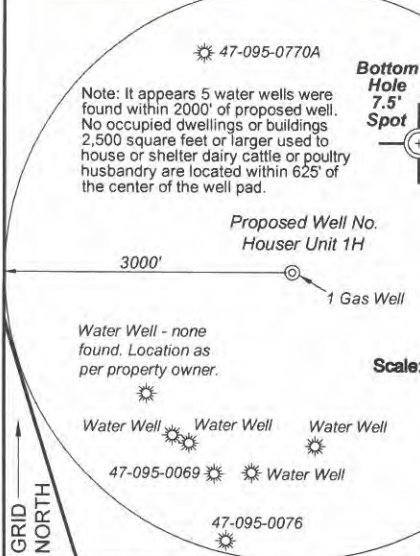 47-095-0770A
Bottom
Hole
7.5'
Spot
Note: It appears 5 water wells were
found within 2000' of proposed well.
No occupied dwellings or buildings
2,500 square feet or larger used to
house or shelter dairy cattle or poultry
husbandry are located within 625' of
the center of the well pad.
Proposed Well No.
Houser Unit 1H
3000'
1 Gas Well
Water Well - none
found. Location as
per property owner.
Scale:
Water Well
Water Well
Water Well
47-095-0069
Water Well
47-095-0076
GRID
NORTH